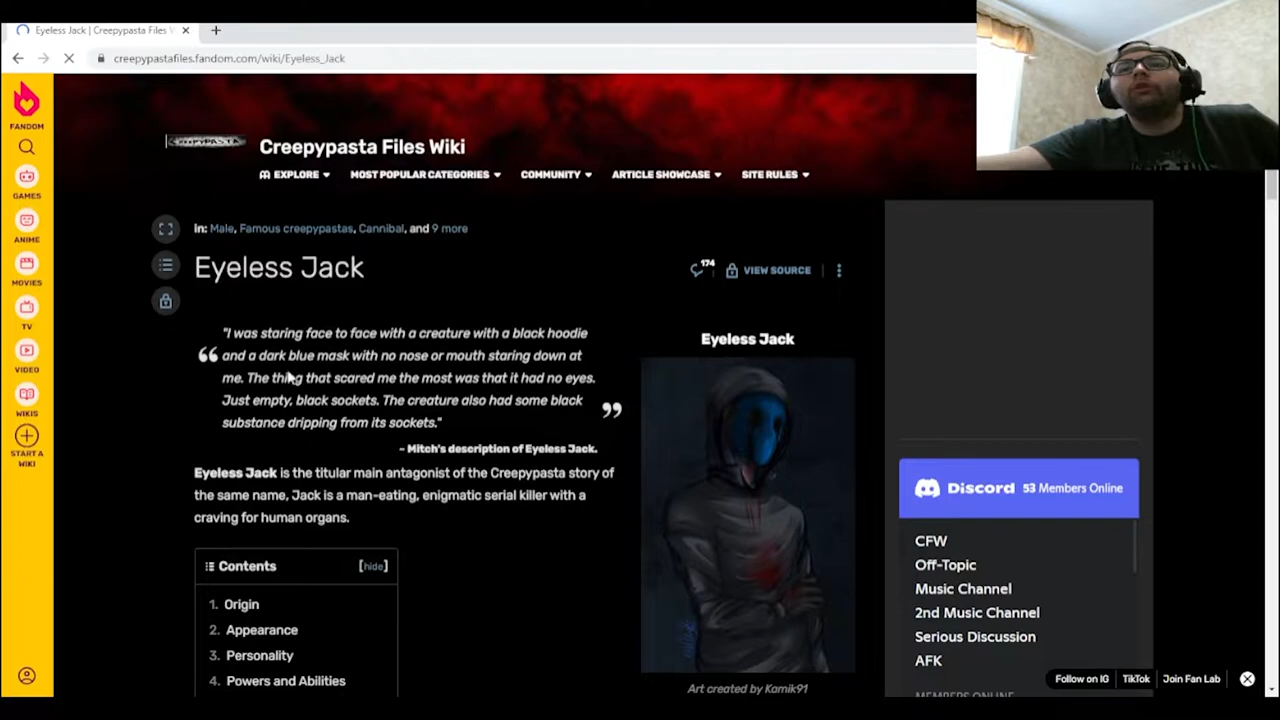 Eyeless Jack | Creepypasta Files W
creepypastafiles.fandom.com/wiki/Eyeless_Jack
FANDOM
GAMES
ANIME
MOVIES
TV
VIDEO
WIKIS
START A
WIKI
CREEPYPASTA
Creepypasta Files Wiki
EXPLORE
MOST POPULAR CATEGORIES
COMMUNITY
ARTICLE SHOWCASE
SITE RULES
in: Male, Famous creepypastas, Cannibal, and 9 more
Eyeless Jack
174
VIEW SOURCE
"I was staring face to face with a creature with a black hoodie
and a dark blue mask with no nose or mouth staring down at
me. The thing that scared me the most was that it had no eyes.
Just empty, black sockets. The creature also had some black
substance dripping from its sockets."
~ Mitch's description of Eyeless Jack.
Eyeless Jack is the titular main antagonist of the Creepypasta story of
the same name, Jack is a man-eating, enigmatic serial killer with a
craving for human organs.
Contents [hide]
1. Origin
2. Appearance
3. Personality
4. Powers and Abilities
Eyeless Jack
Art created by Kamik91
Discord 53 Members Online
CFW
Off-Topic
Music Channel
2nd Music Channel
Serious Discussion
AFK
MEMBERS ONLINE
Follow on IG
TikTok
Join Fan Lab